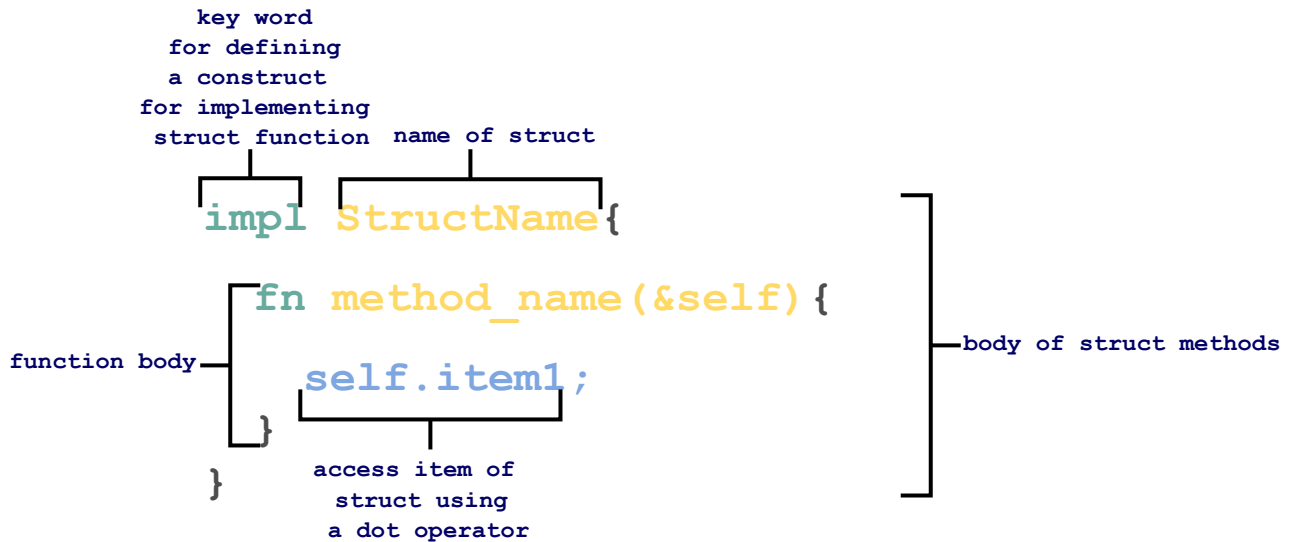 key word
for defining
a construct
for implementing
struct function
name of struct
impl StructName{
fn method_name(&self){
function body
body of struct methods
self.item1;
}
}
access item of
struct using
a dot operator